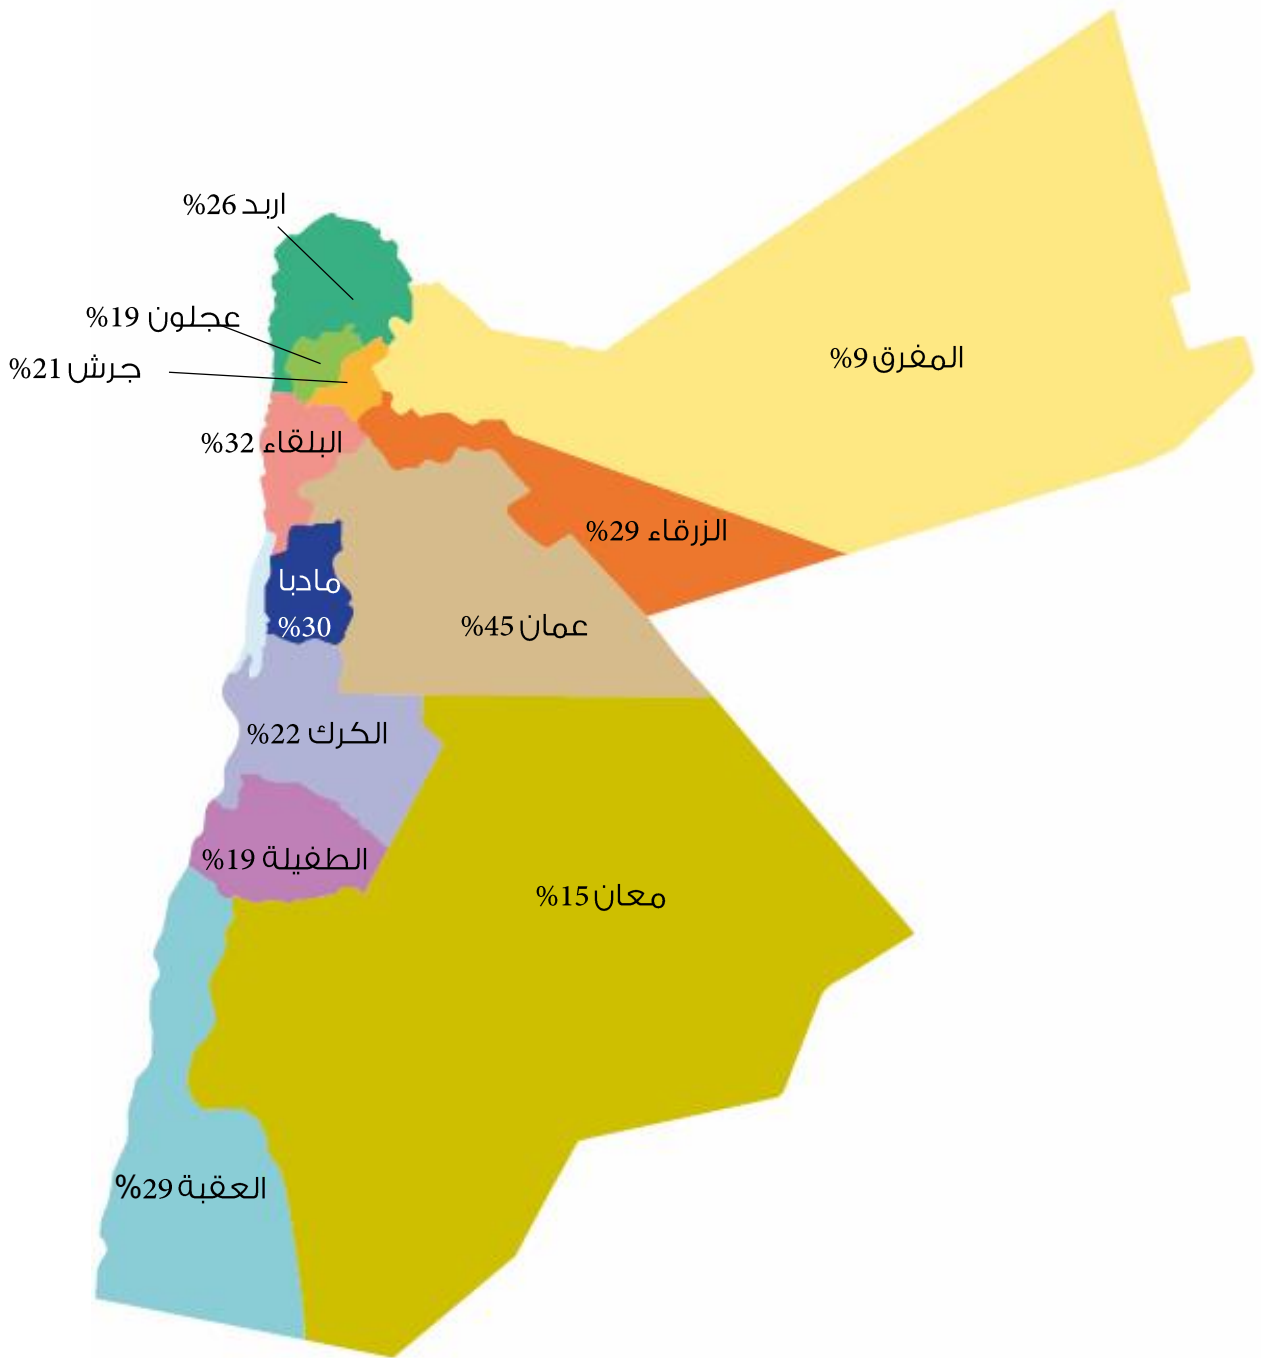 اربد 26%
عجلون 19%
جرش 21%
المفرق 9%
البلقاء 32%
الزرقاء 29%
مادبا
30%
عمان 45%
الكرك 22%
الطفيلة 19%
معان 15%
العقبة 29%